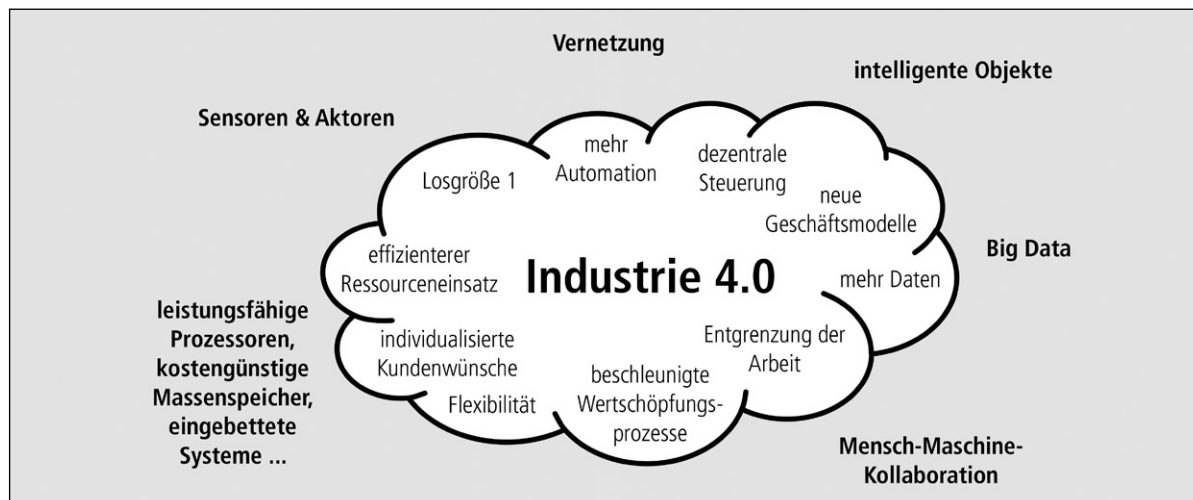 Vernetzung
intelligente Objekte
Sensoren & Aktoren
mehr
Automation
dezentrale
Steuerung
Losgröße 1
neue
Geschäftsmodelle
effizienterer
Ressourceneinsatz
Industrie 4.0
mehr Daten
Big Data
leistungsfähige
Prozessoren,
kostengünstige
Massenspeicher,
eingebettete
Systeme ...
individualisierte
Kundenwünsche
Entgrenzung der
Arbeit
Flexibilität
beschleunigte
Wertschöpfungs-
prozesse
Mensch-Maschine-
Kollaboration